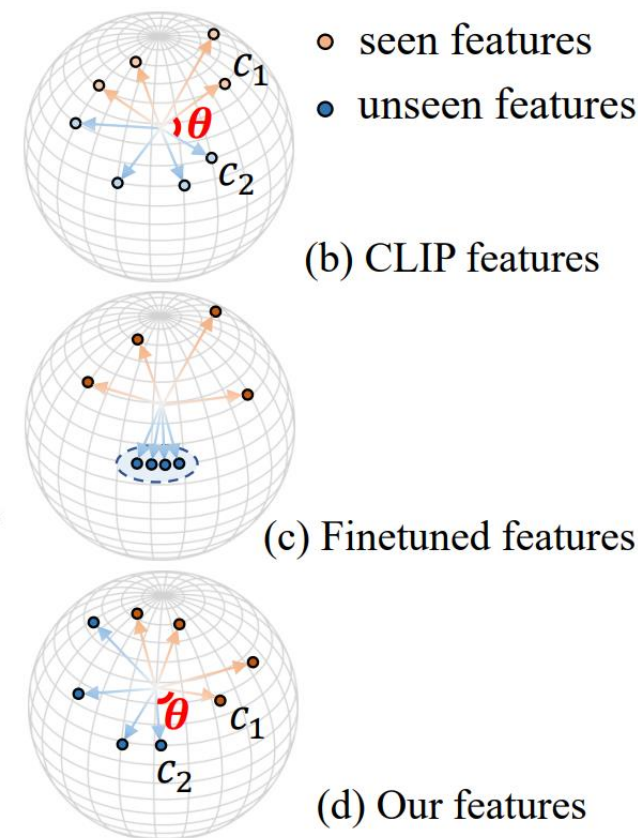 seen features
c₁
θ
unseen features
c₂
(b) CLIP features
(c) Finetuned features
θ
c₁
c₂
(d) Our features